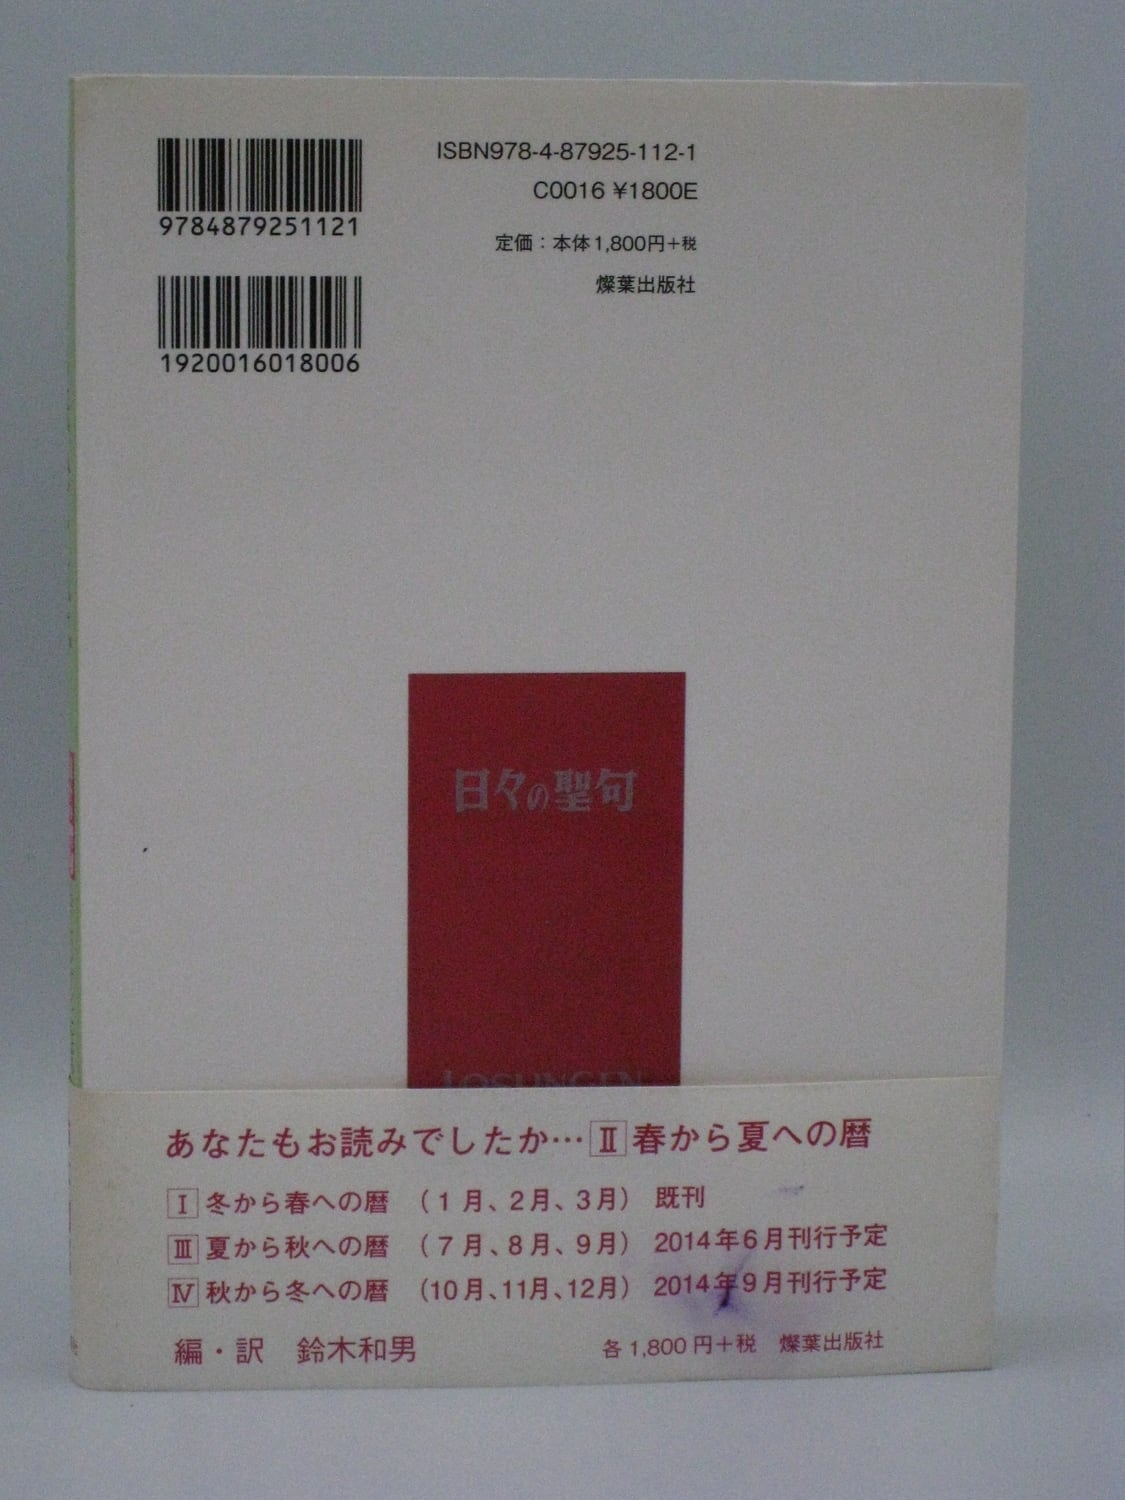 ISBN978-4-87925-112-1
C0016 ¥1800E
9784879251121
定価：本体1,800円+税
燦葉出版社
1920016018006
日々の聖句
LOSUNGEN
あなたもお読みでしたか…Ⅱ春から夏への暦
Ⅰ冬から春への暦 （1月、2月、3月） 既刊
Ⅲ夏から秋への暦 （7月、8月、9月） 2014年6月刊行予定
Ⅳ秋から冬への暦 （10月、11月、12月） 2014年9月刊行予定
編・訳 鈴木和男 各1,800円+税 燦葉出版社